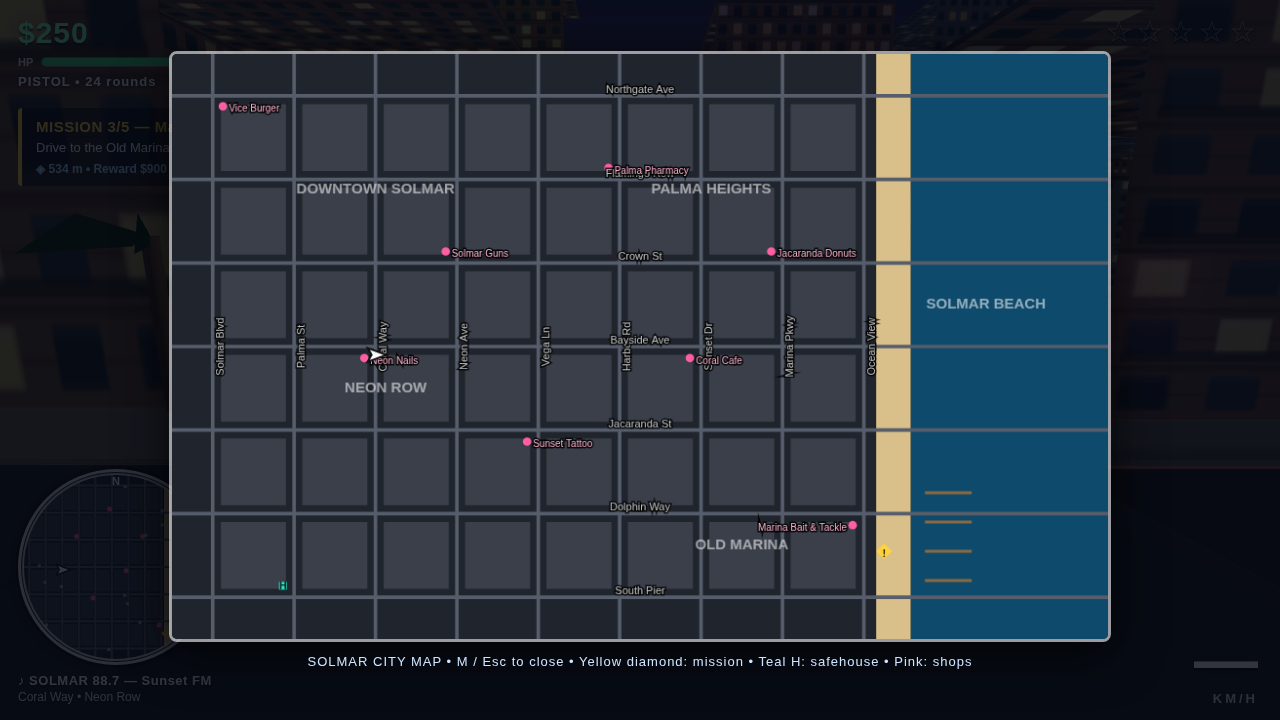 $250
HP
PISTOL • 24 rounds
MISSION 3/5 — M
Drive to the Old Marina
◈ 534 m • Reward $900
Northgate Ave
Vice Burger
Palma Pharmacy
DOWNTOWN SOLMAR
PALMA HEIGHTS
Solmar Guns
Jacaranda Donuts
Crown St
SOLMAR BEACH
Solmar Blvd
Palma St
Neon Ave
Vega Ln
Bayside Ave
Marina Pkwy
Ocean View
Neon Nails
Coral Cafe
NEON ROW
Jacaranda St
Sunset Tattoo
N
Dolphin Way
Marina Bait & Tackle
OLD MARINA
!
H
South Pier
SOLMAR CITY MAP • M / Esc to close • Yellow diamond: mission • Teal H: safehouse • Pink: shops
♪ SOLMAR 88.7 — Sunset FM
Coral Way • Neon Row
KM/H